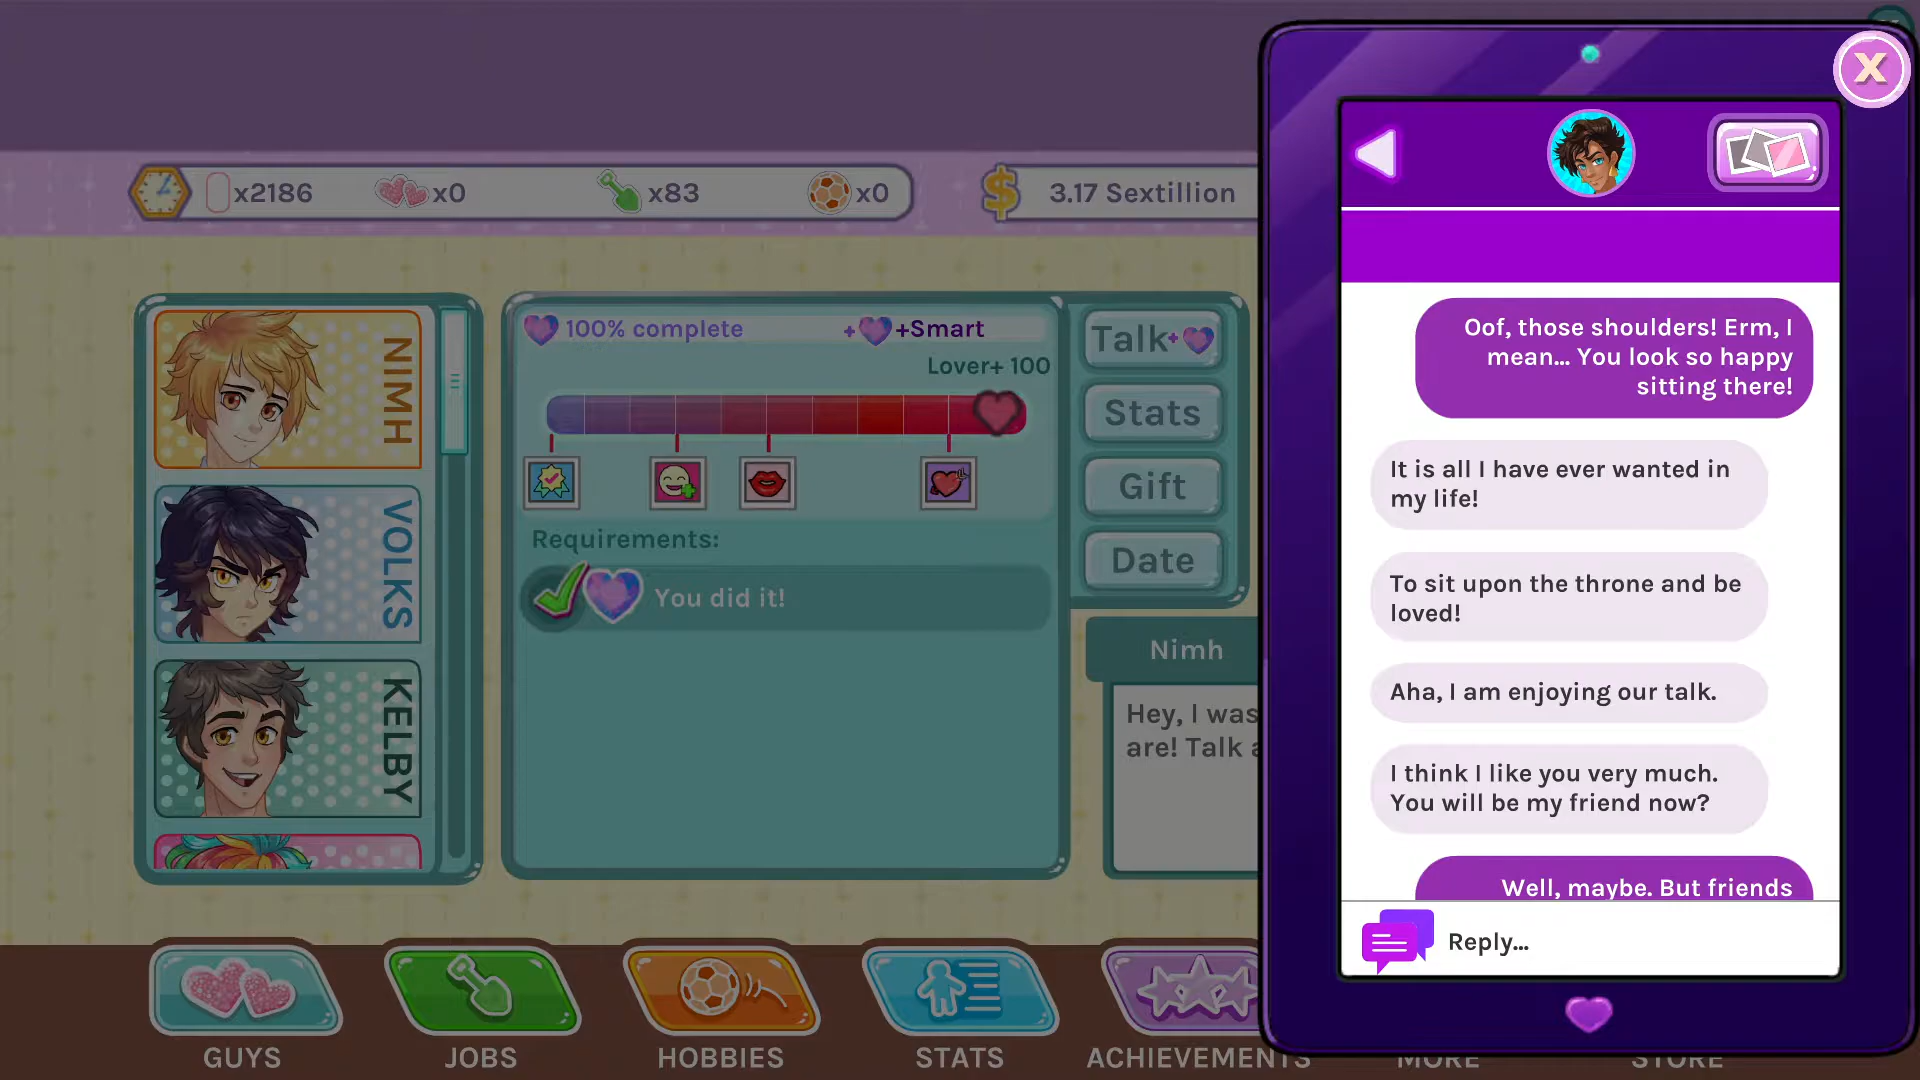 x2186
x0
x83
x0
3.17 Sextillion
NIMH
VOLKS
KELBY
100% complete
+ +Smart
Lover+ 100
Requirements:
You did it!
Talk+
Stats
Gift
Date
Nimh
Hey, I was
are! Talk a
X
Oof, those shoulders! Erm, I
mean... You look so happy
sitting there!
It is all I have ever wanted in
my life!
To sit upon the throne and be
loved!
Aha, I am enjoying our talk.
I think I like you very much.
You will be my friend now?
Well, maybe. But friends
Reply...
GUYS
JOBS
HOBBIES
STATS
ACHIEVEMENTS
MORE
STORE